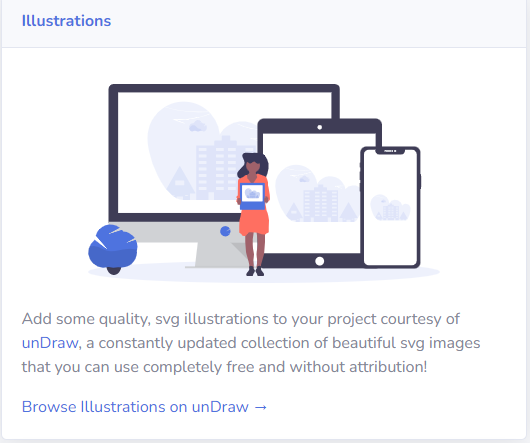 Illustrations
Add some quality, svg illustrations to your project courtesy of
unDraw, a constantly updated collection of beautiful svg images
that you can use completely free and without attribution!
Browse Illustrations on unDraw →